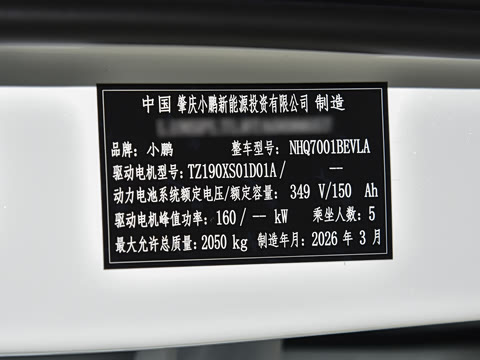 中国 肇庆小鹏新能源投资有限公司 制造
品牌：小鹏 整车型号：NHQ7001BEVLA
驱动电机型号：TZ190XS01D01A / --
动力电池系统额定电压/额定容量：349 V/150 Ah
驱动电机峰值功率：160 / -- kW 乘坐人数：5
最大允许总质量：2050 kg 制造年月：2026 年 3 月